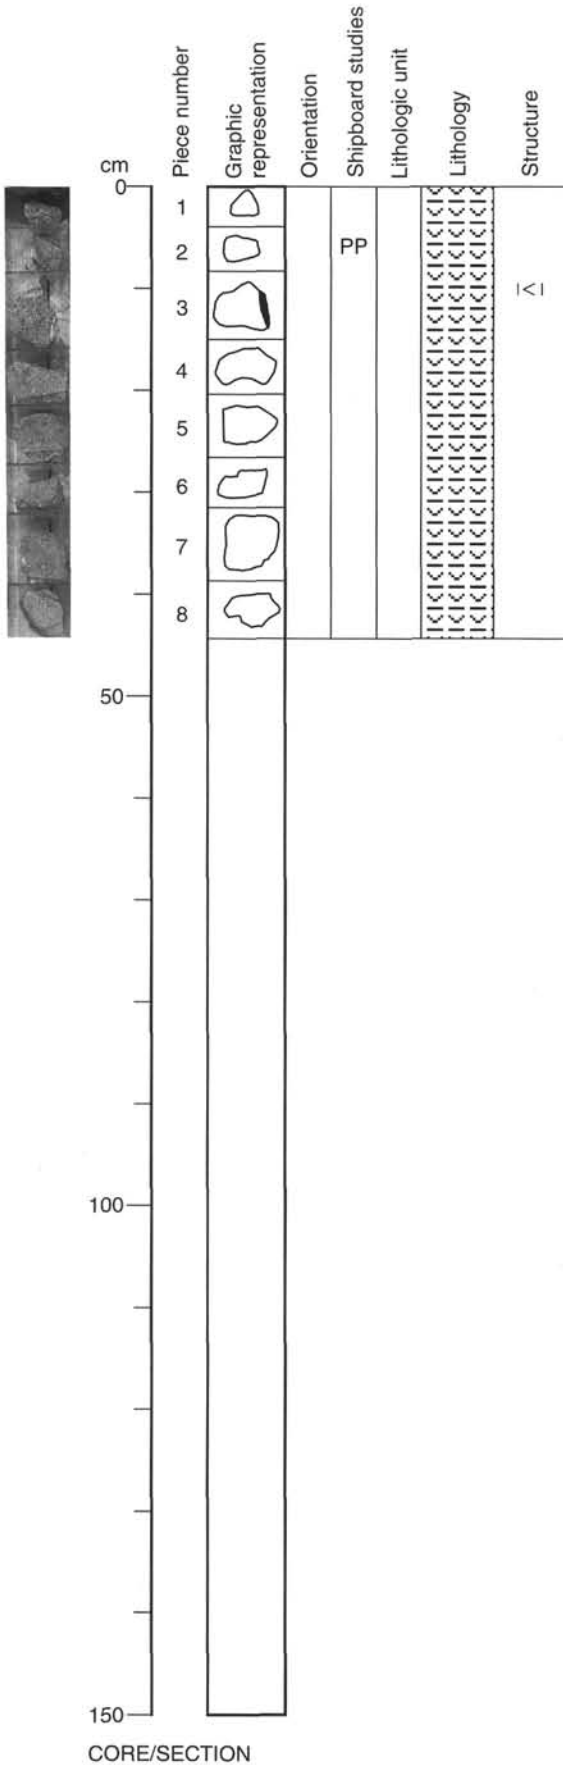 cm
Piece number
Graphic
representation
Orientation
Shipboard studies
Lithologic unit
Lithology
Structure
0
1
2
PP
3
4
5
6
7
8
50
100
150
CORE/SECTION